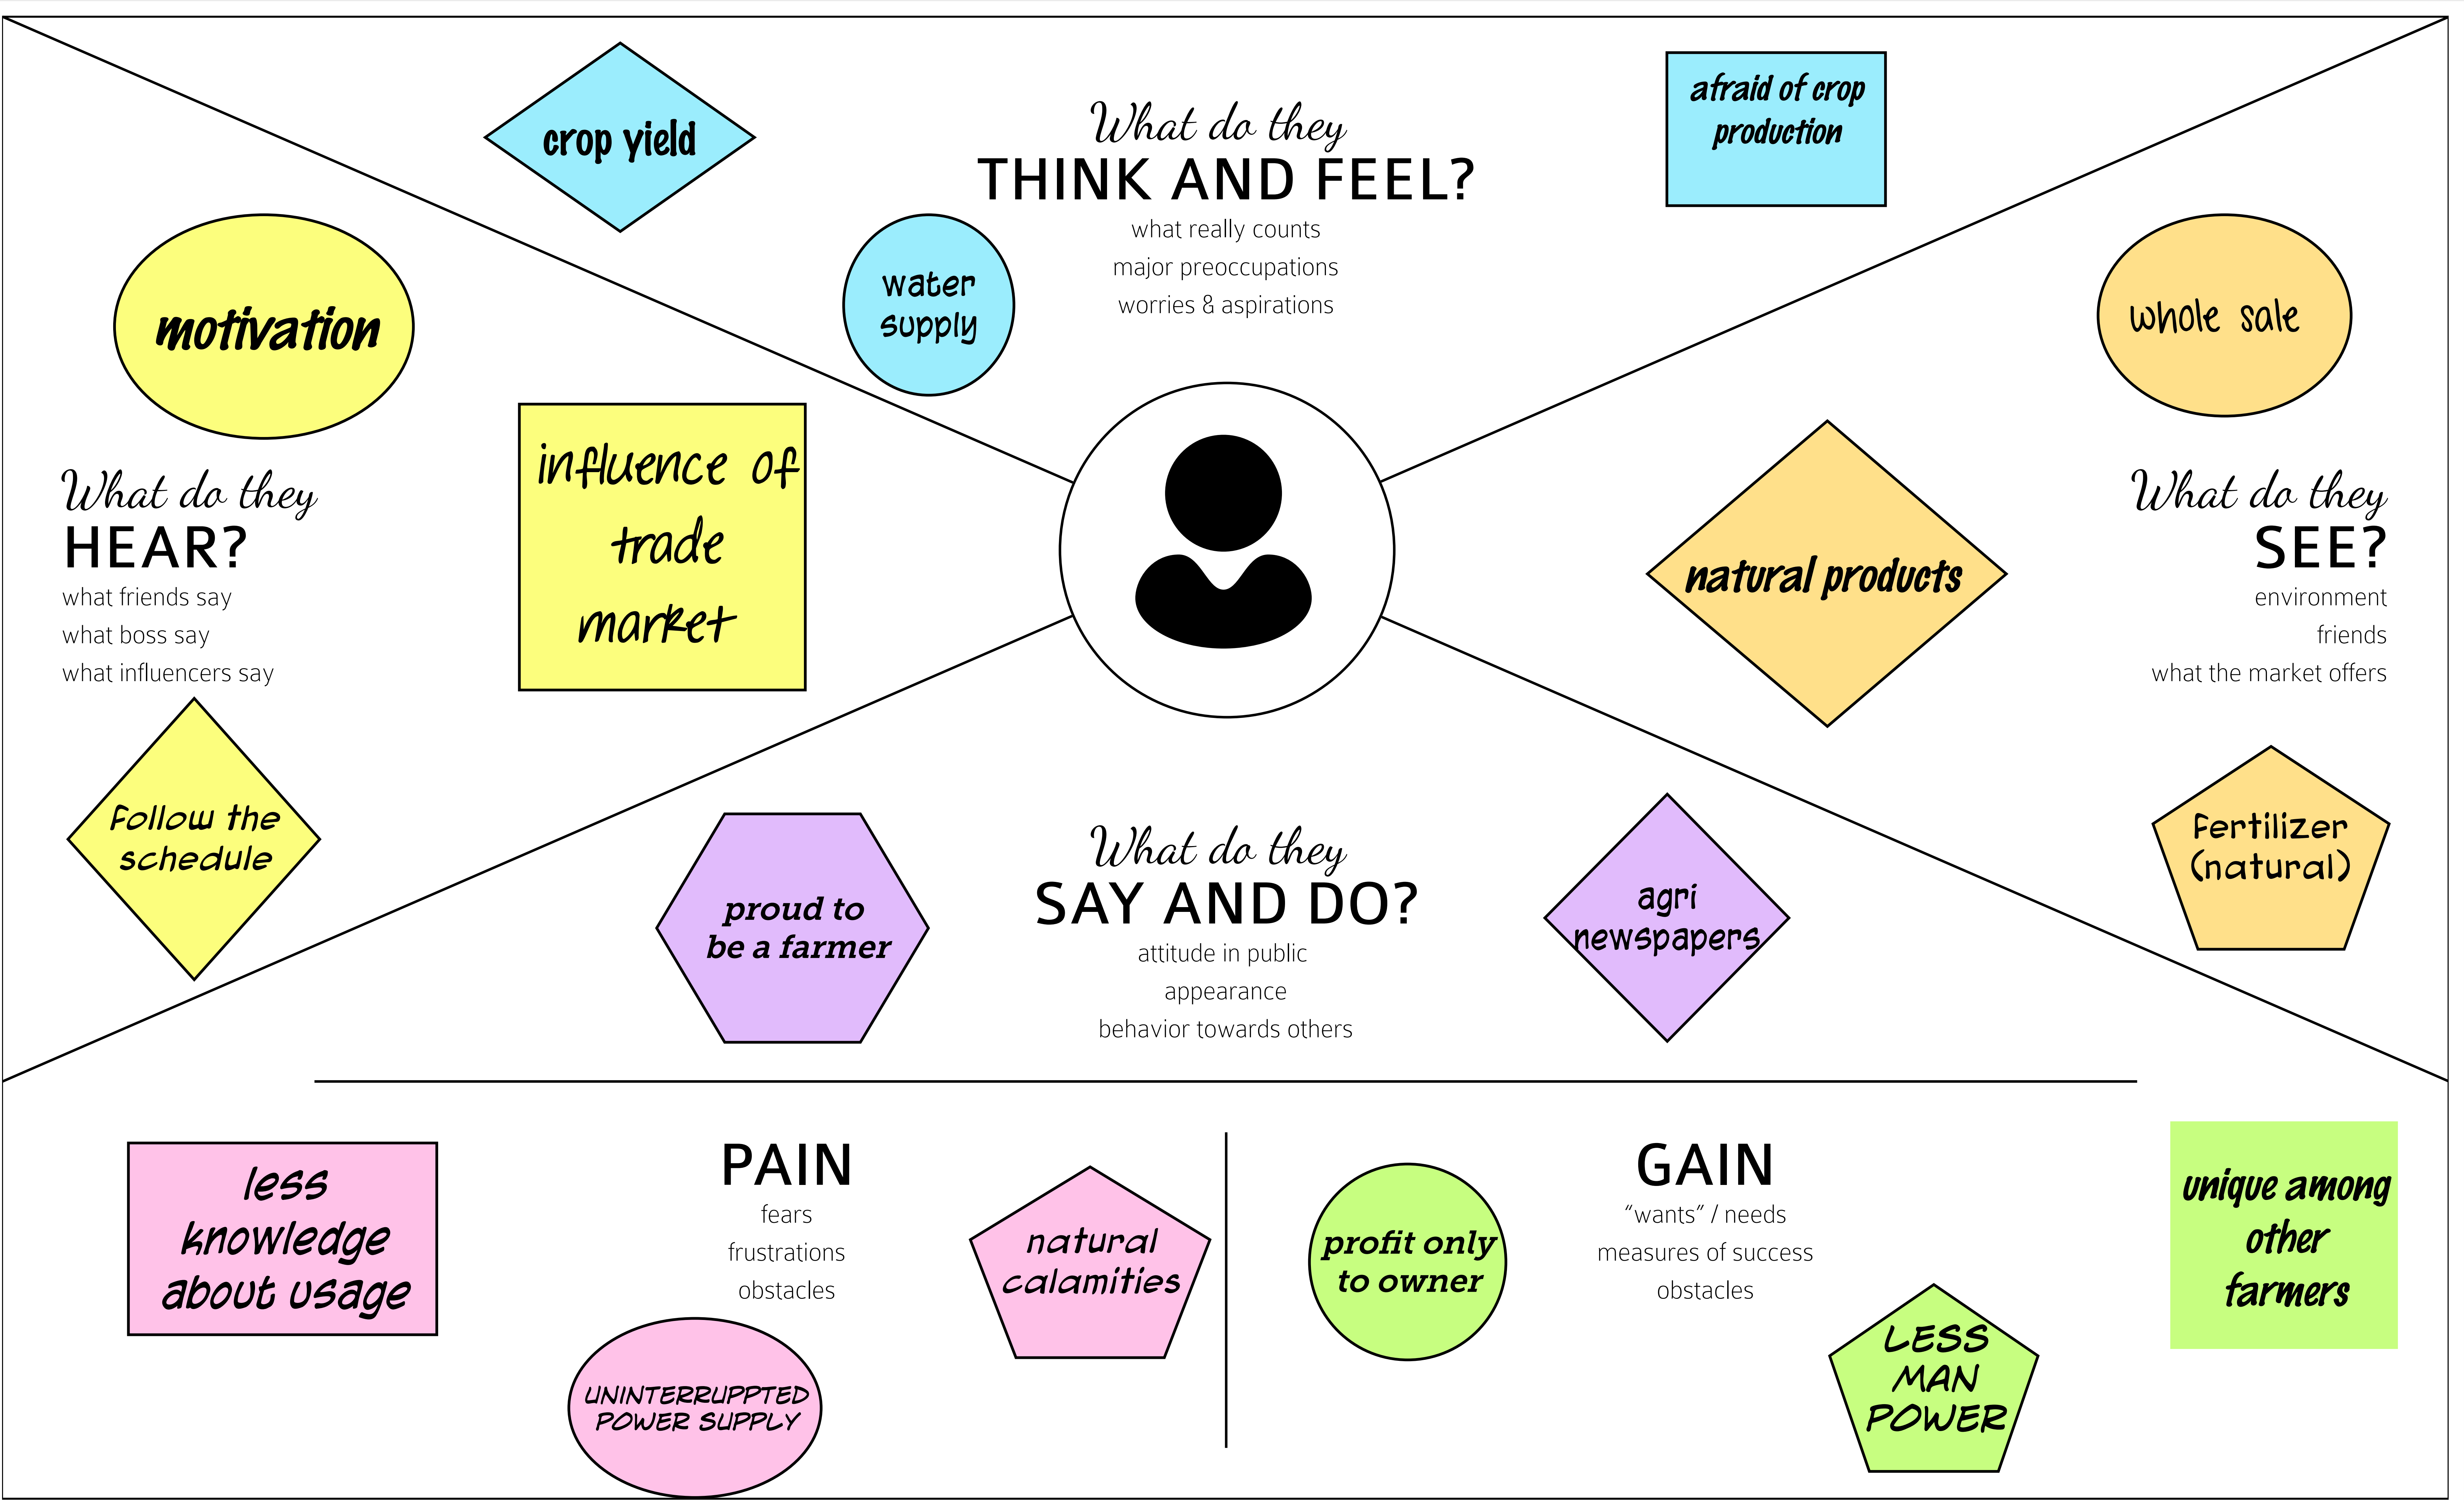 crop yield
What do they
THINK AND FEEL?
what really counts
major preoccupations
worries & aspirations
water
supply
afraid of crop
production
motivation
influence of
trade
market
What do they
HEAR?
what friends say
what boss say
what influencers say
Follow the
schedule
whole sale
natural products
What do they
SEE?
environment
friends
what the market offers
Fertilizer
(natural)
proud to
be a farmer
What do they
SAY AND DO?
attitude in public
appearance
behavior towards others
agri
newspapers
less
knowledge
about usage
PAIN
fears
frustrations
obstacles
UNINTERRUPPTED
POWER SUPPLY
natural
calamities
profit only
to owner
GAIN
“wants” / needs
measures of success
obstacles
LESS
MAN
POWER
unique among
other
farmers